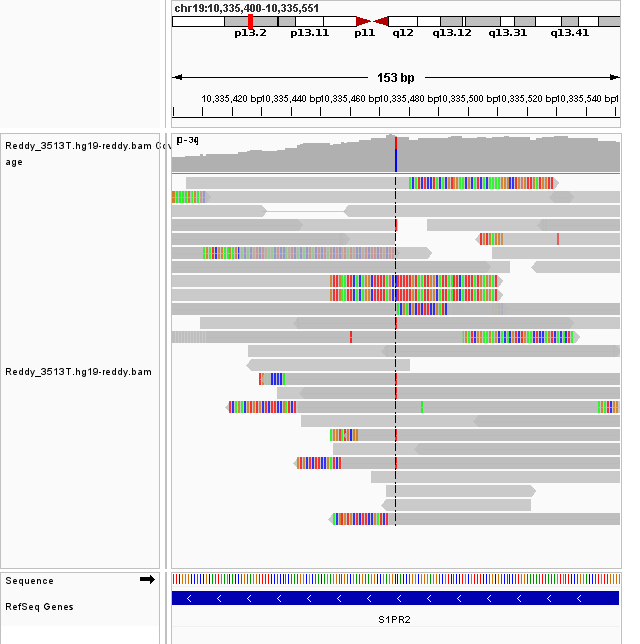 chr19:10,335,400-10,335,551
p13.2 p13.11 p11 q12 q13.12 q13.31 q13.41
153 bp
10,335,420 bp 10,335,440 bp 10,335,460 bp 10,335,480 bp 10,335,500 bp 10,335,520 bp 10,335,540 bp
Reddy_3513T.hg19-reddy.bam Cov
age
Reddy_3513T.hg19-reddy.bam
Sequence
RefSeq Genes
S1PR2